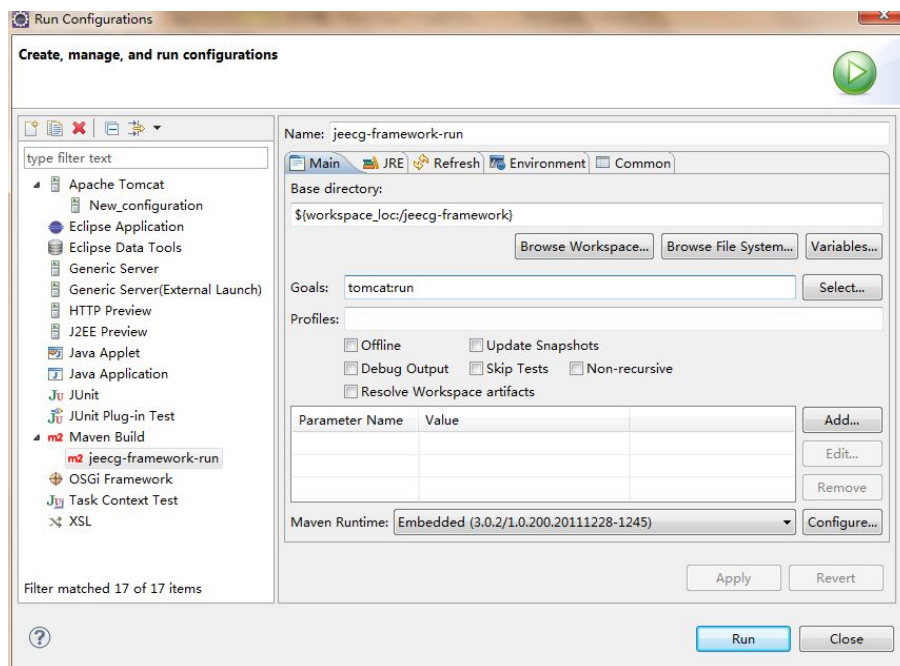 Run Configurations
Create, manage, and run configurations
type filter text
Apache Tomcat
New_configuration
Eclipse Application
Eclipse Data Tools
Generic Server
Generic Server(External Launch)
HTTP Preview
J2EE Preview
Java Applet
Java Application
Ju JUnit
JUnit Plug-in Test
m2 Maven Build
m2 jeecg-framework-run
OSGi Framework
Task Context Test
XSL
Filter matched 17 of 17 items
Name: jeecg-framework-run
Main JRE Refresh Environment Common
Base directory:
${workspace_loc:/jeecg-framework}
Browse Workspace... Browse File System... Variables...
Goals: tomcat:run Select...
Profiles:
Offline Update Snapshots
Debug Output Skip Tests Non-recursive
Resolve Workspace artifacts
Parameter Name Value Add...
Edit...
Remove
Maven Runtime: Embedded (3.0.2/1.0.200.20111228-1245) Configure...
Apply Revert
? Run Close